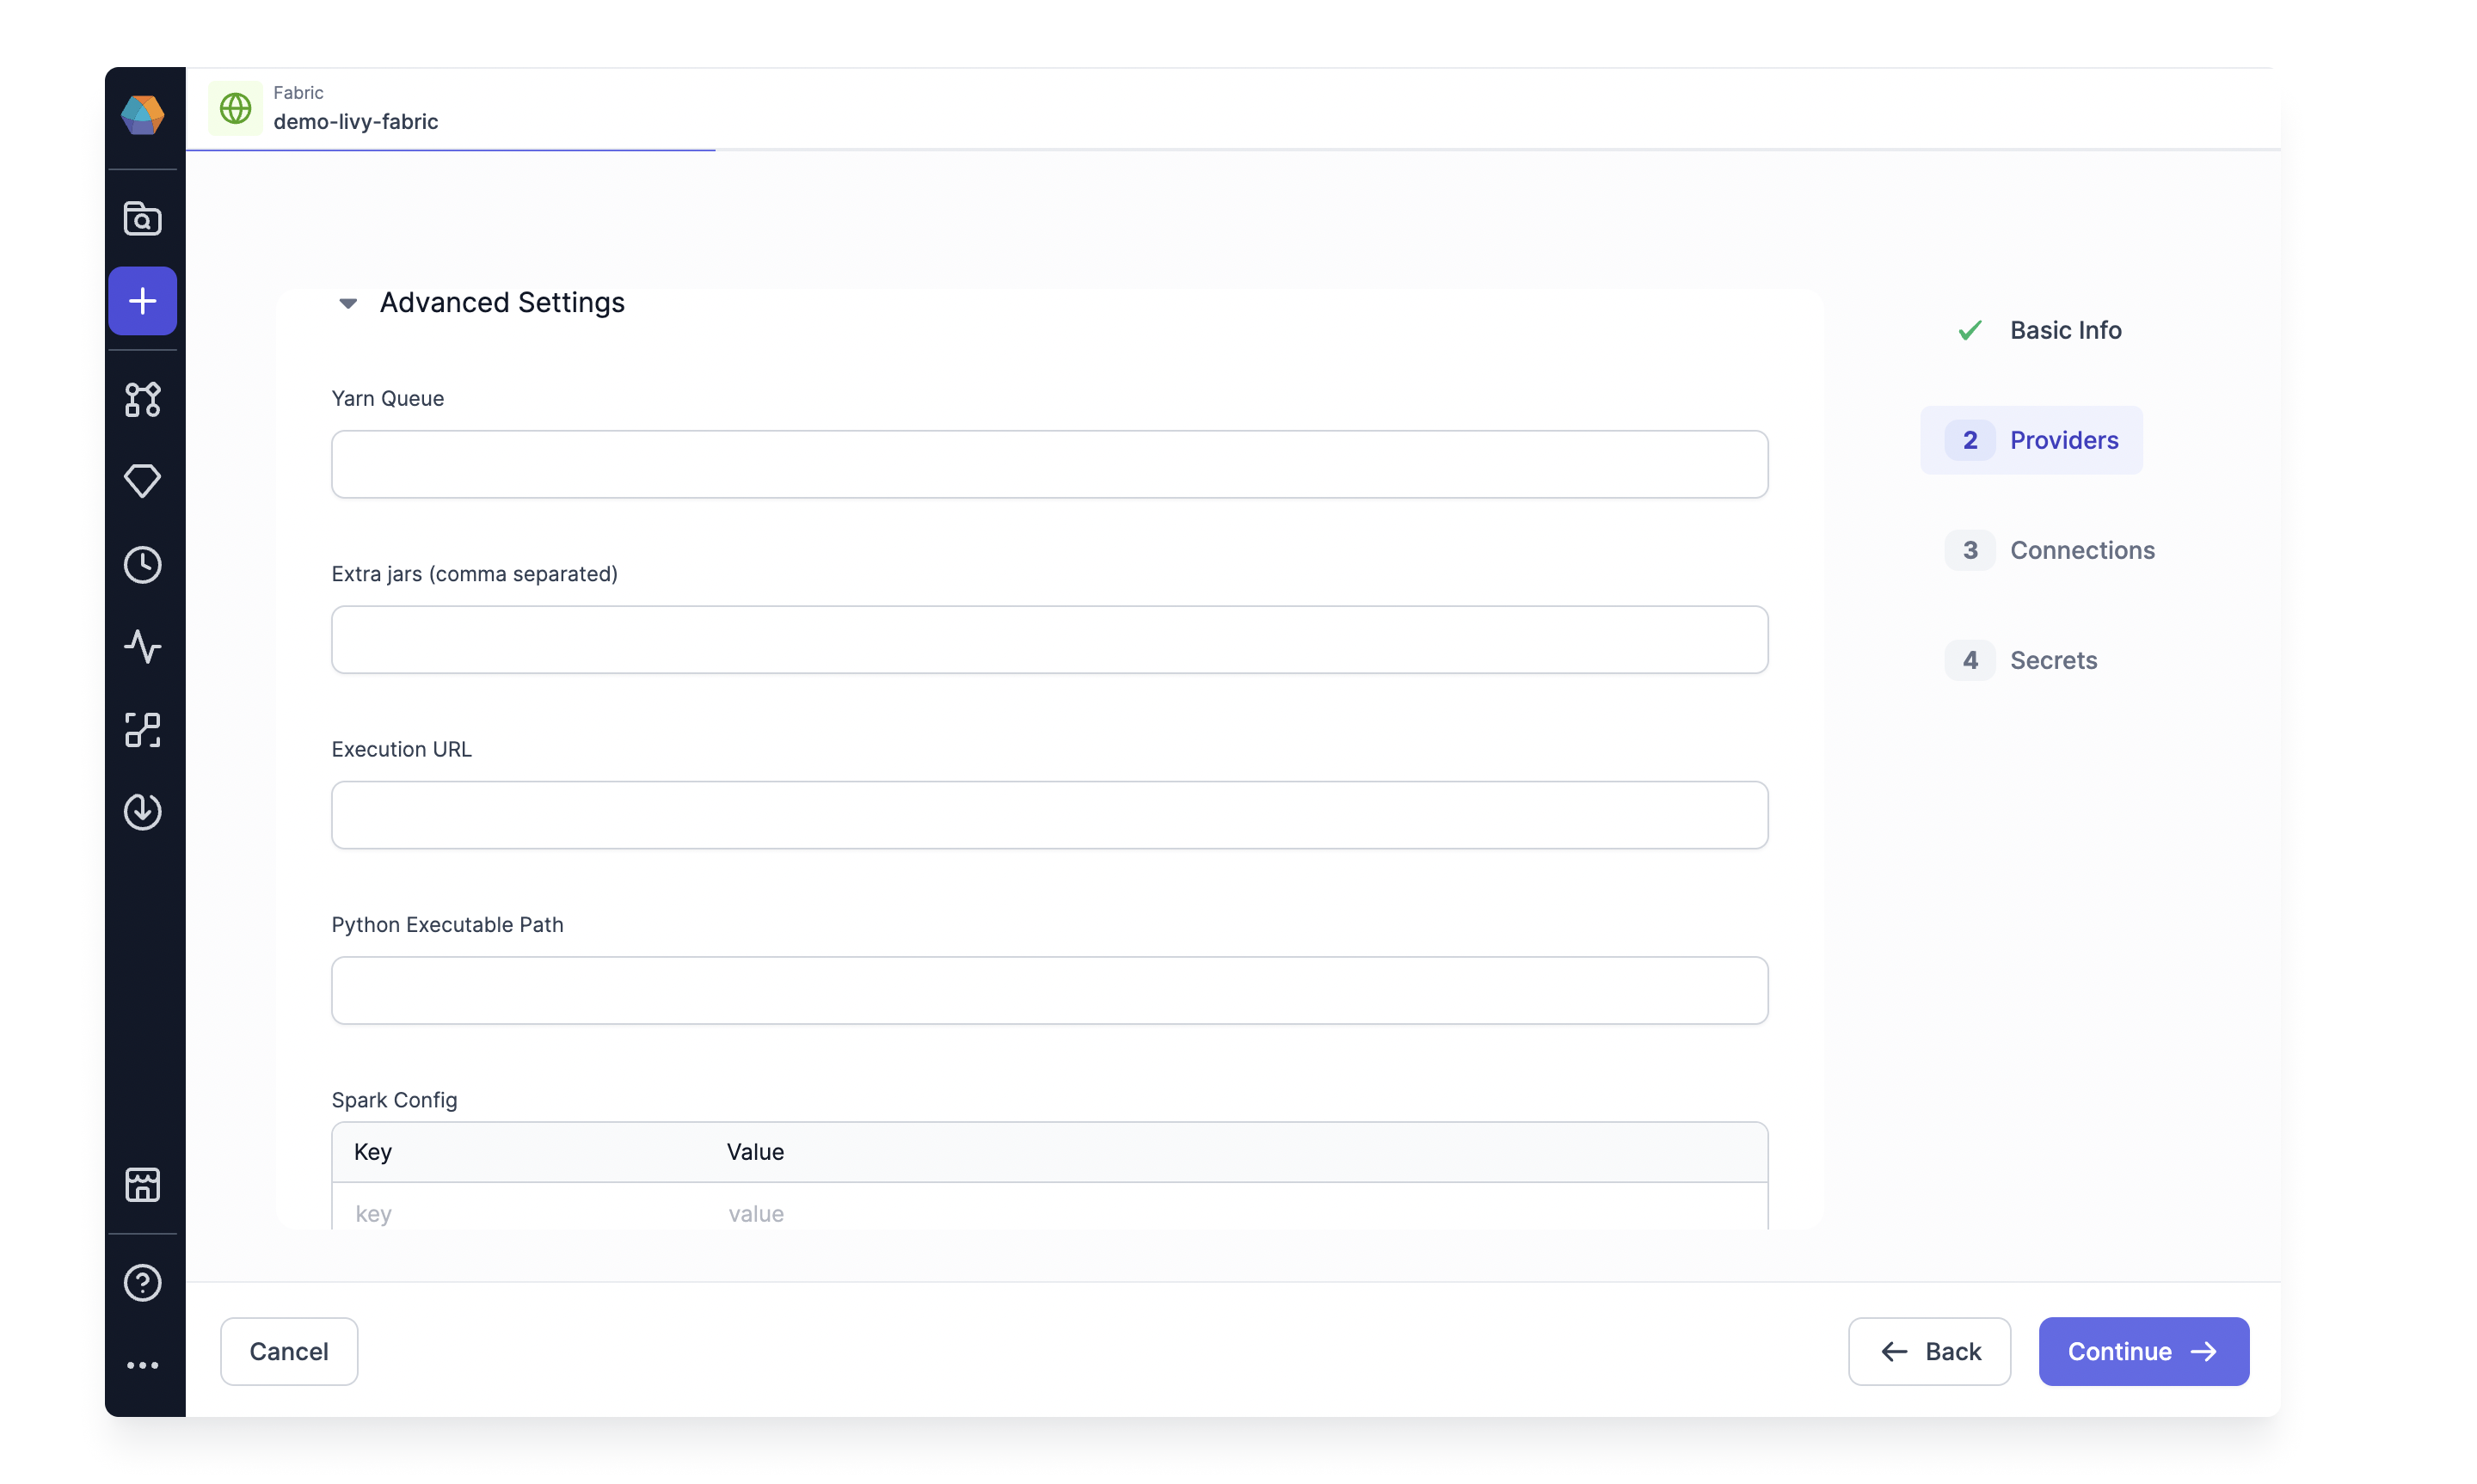 Fabric
demo-livy-fabric
Advanced Settings
Yarn Queue
Extra jars (comma separated)
Execution URL
Python Executable Path
Spark Config
Key Value
key value
Basic Info
2 Providers
3 Connections
4 Secrets
Cancel
Back
Continue